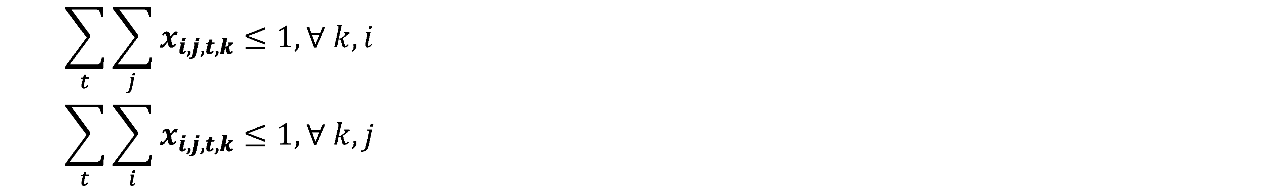 ∑_t ∑_j x_{i,j,t,k} ≤ 1, ∀ k, i
∑_t ∑_i x_{i,j,t,k} ≤ 1, ∀ k, j